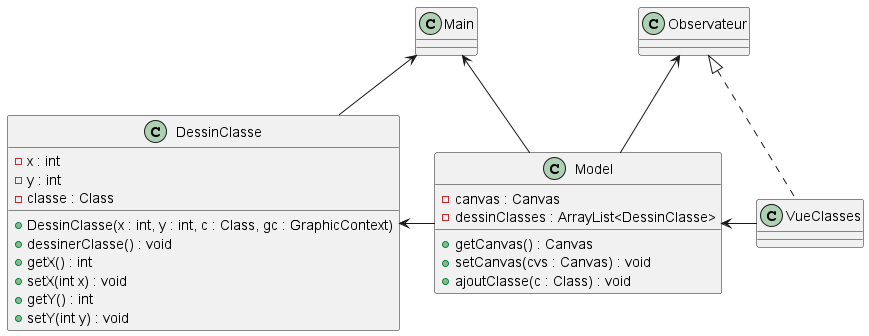 C Main
C Observateur
C DessinClasse
x : int
y : int
classe : Class
DessinClasse(x : int, y : int, c : Class, gc : GraphicContext)
dessinerClasse() : void
getX() : int
setX(int x) : void
getY() : int
setY(int y) : void
C Model
canvas : Canvas
dessinClasses : ArrayList<DessinClasse>
getCanvas() : Canvas
setCanvas(cvs : Canvas) : void
ajoutClasse(c : Class) : void
C VueClasses